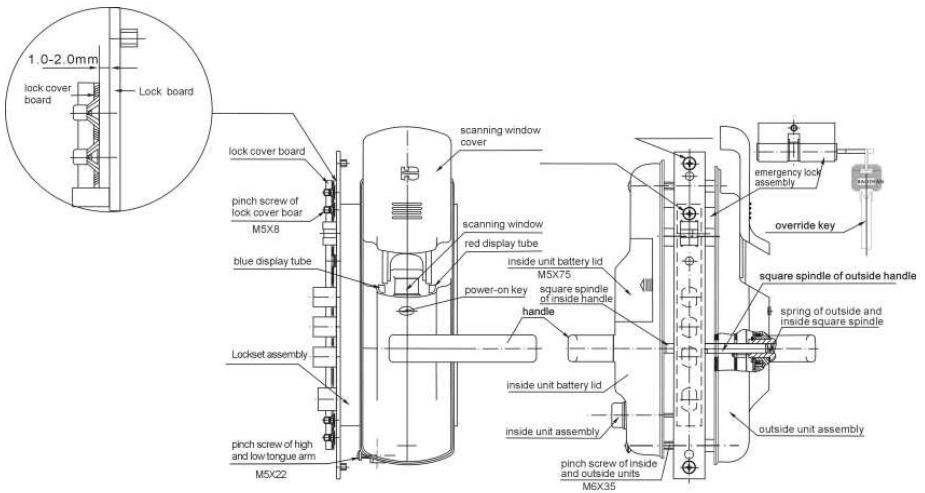 1.0-2.0mm
lock cover
board
Lock board
lock cover board
pinch screw of
lock cover boar
M5X8
blue display tube
Lockset assembly
pinch screw of high
and low tongue arm
M5X22
scanning window
cover
scanning window
red display tube
power-on key
handle
inside unit battery lid
M5X75
square spindle
of inside handle
inside unit battery lid
inside unit assembly
pinch screw of inside
and outside units
M6X35
emergency lock
assembly
override key
square spindle of outside handle
spring of outside and
inside square spindle
outside unit assembly